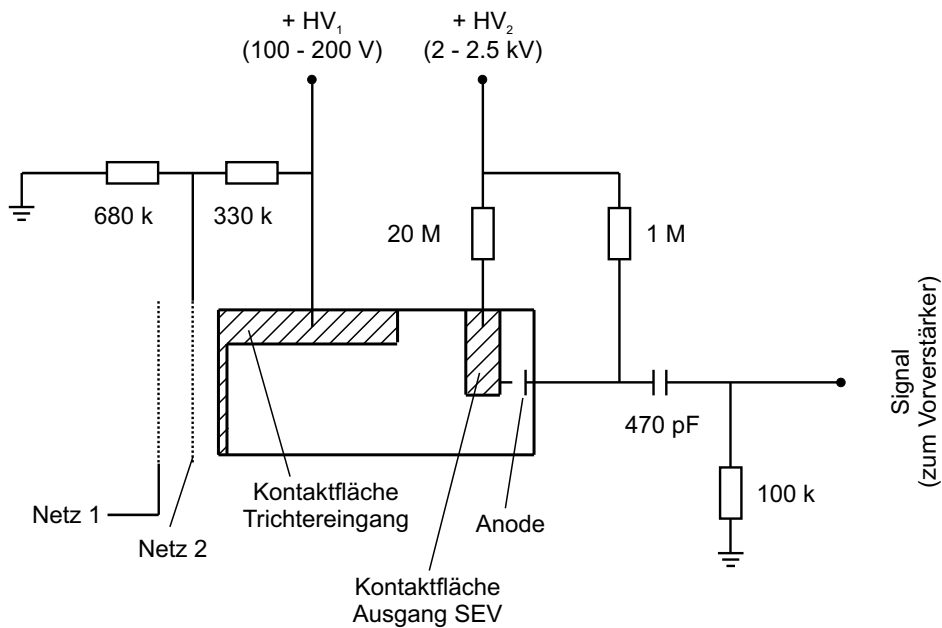 + HV₁
(100 - 200 V)
+ HV₂
(2 - 2.5 kV)
680 k
330 k
20 M
1 M
Signal
(zum Vorverstärker)
470 pF
100 k
Kontaktfläche
Trichtereingang
Anode
Netz 1
Netz 2
Kontaktfläche
Ausgang SEV